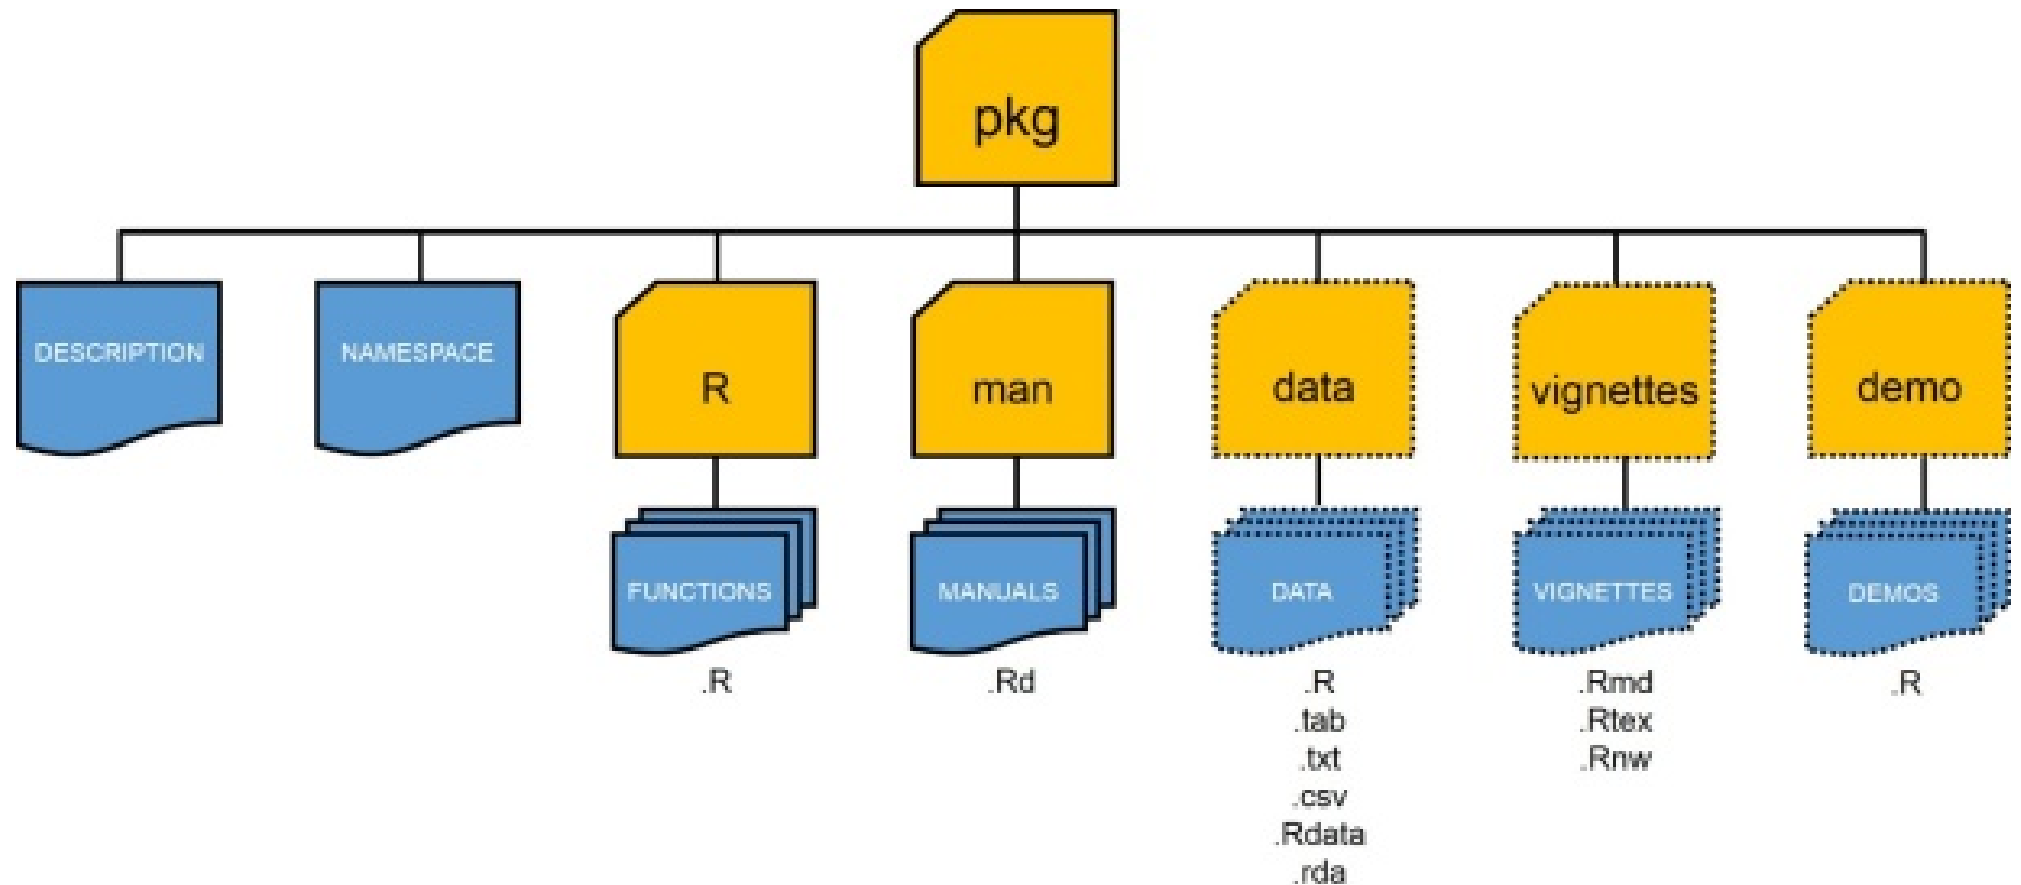 pkg
DESCRIPTION
NAMESPACE
R
man
data
vignettes
demo
FUNCTIONS
MANUALS
DATA
VIGNETTES
DEMOS
.R
.Rd
.R
.tab
.txt
.csv
.Rdata
.rda
.Rmd
.Rtex
.Rnw
.R